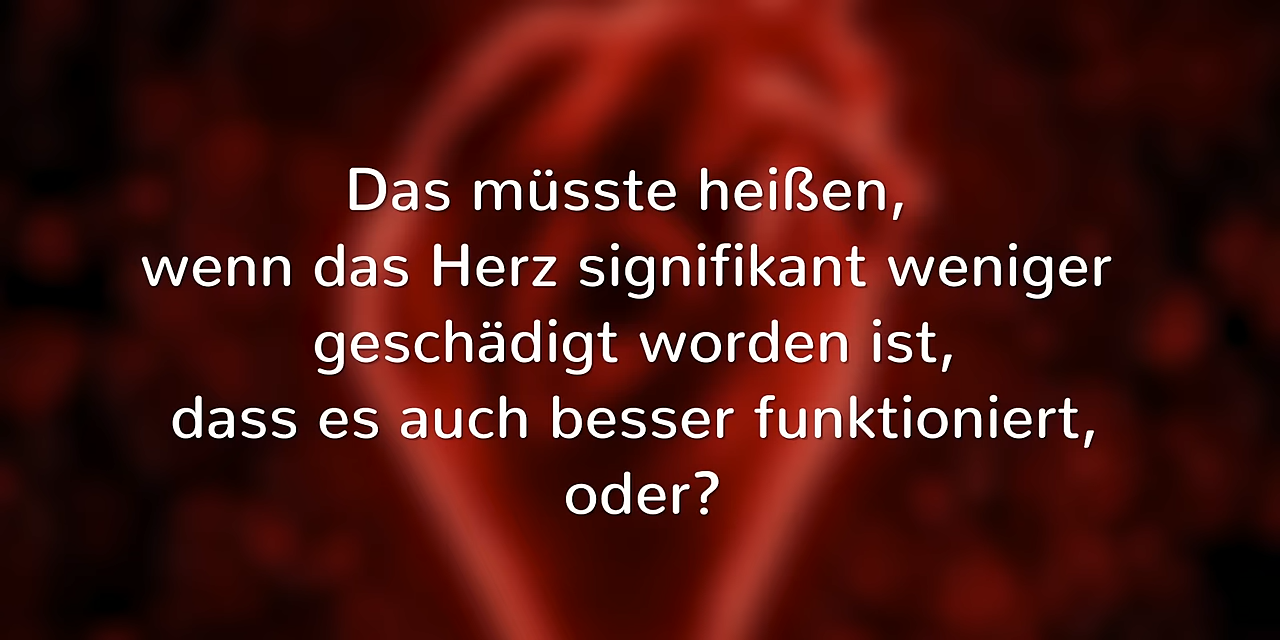 Das müsste heißen,
wenn das Herz signifikant weniger
geschädigt worden ist,
dass es auch besser funktioniert,
oder?